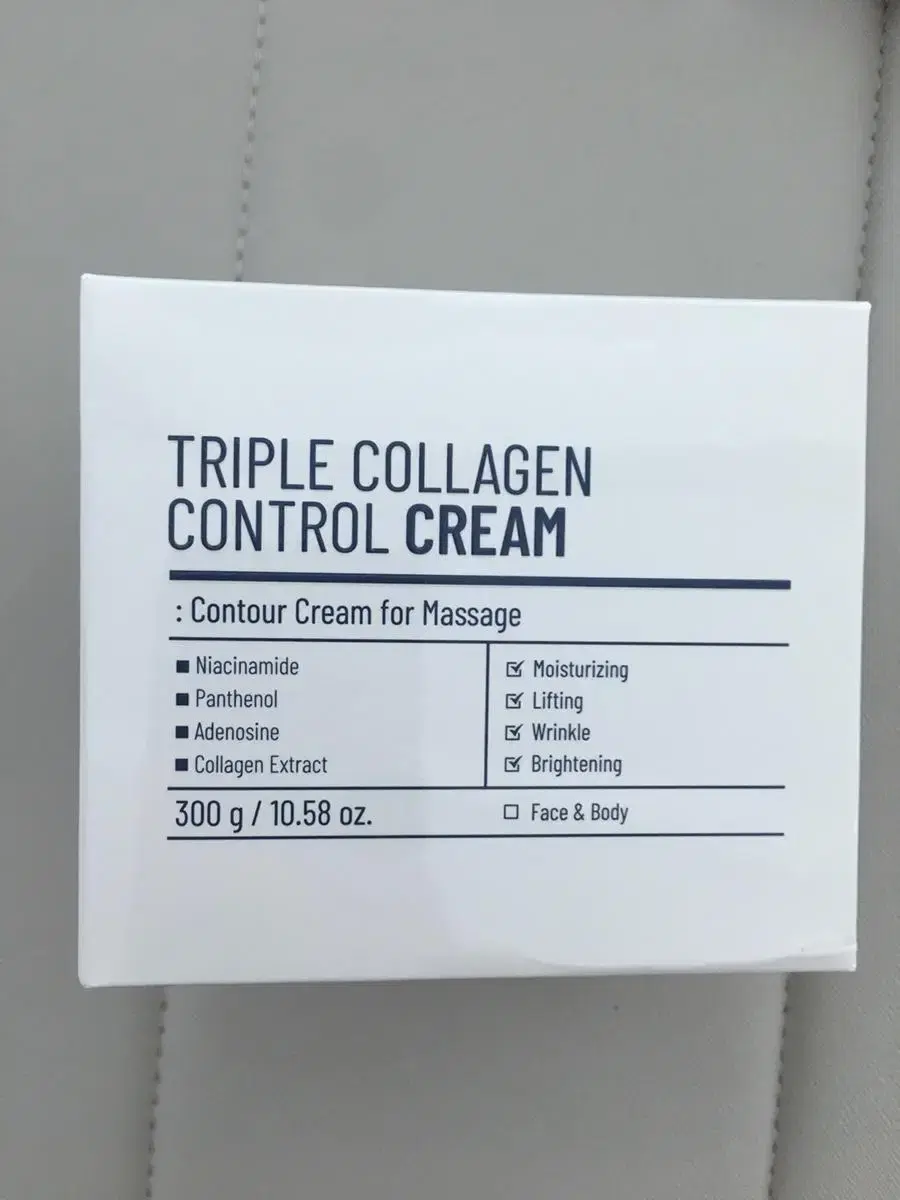 TRIPLE COLLAGEN
CONTROL CREAM
: Contour Cream for Massage
■ Niacinamide
■ Panthenol
■ Adenosine
■ Collagen Extract
☑ Moisturizing
☑ Lifting
☑ Wrinkle
☑ Brightening
300 g / 10.58 oz.
☐ Face & Body